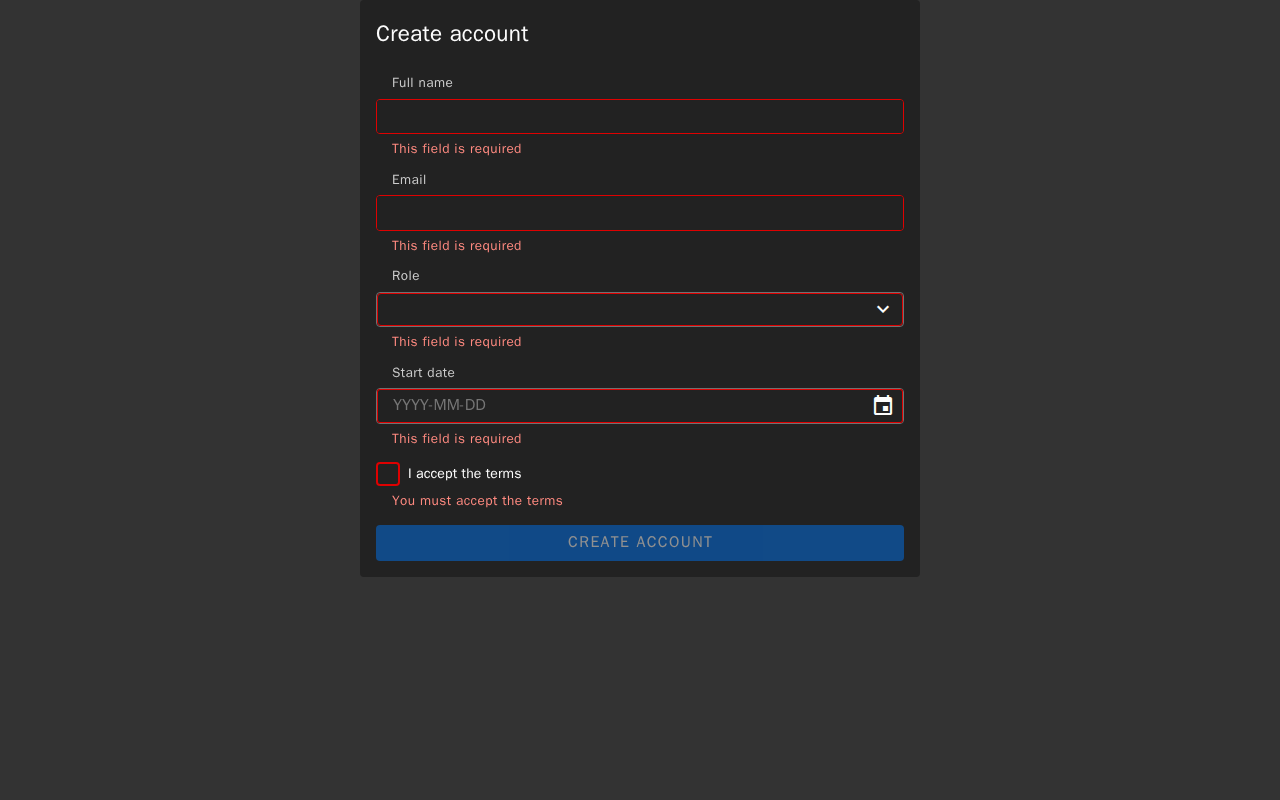 Create account
Full name
This field is required
Email
This field is required
Role
This field is required
Start date
YYYY-MM-DD
This field is required
I accept the terms
You must accept the terms
CREATE ACCOUNT